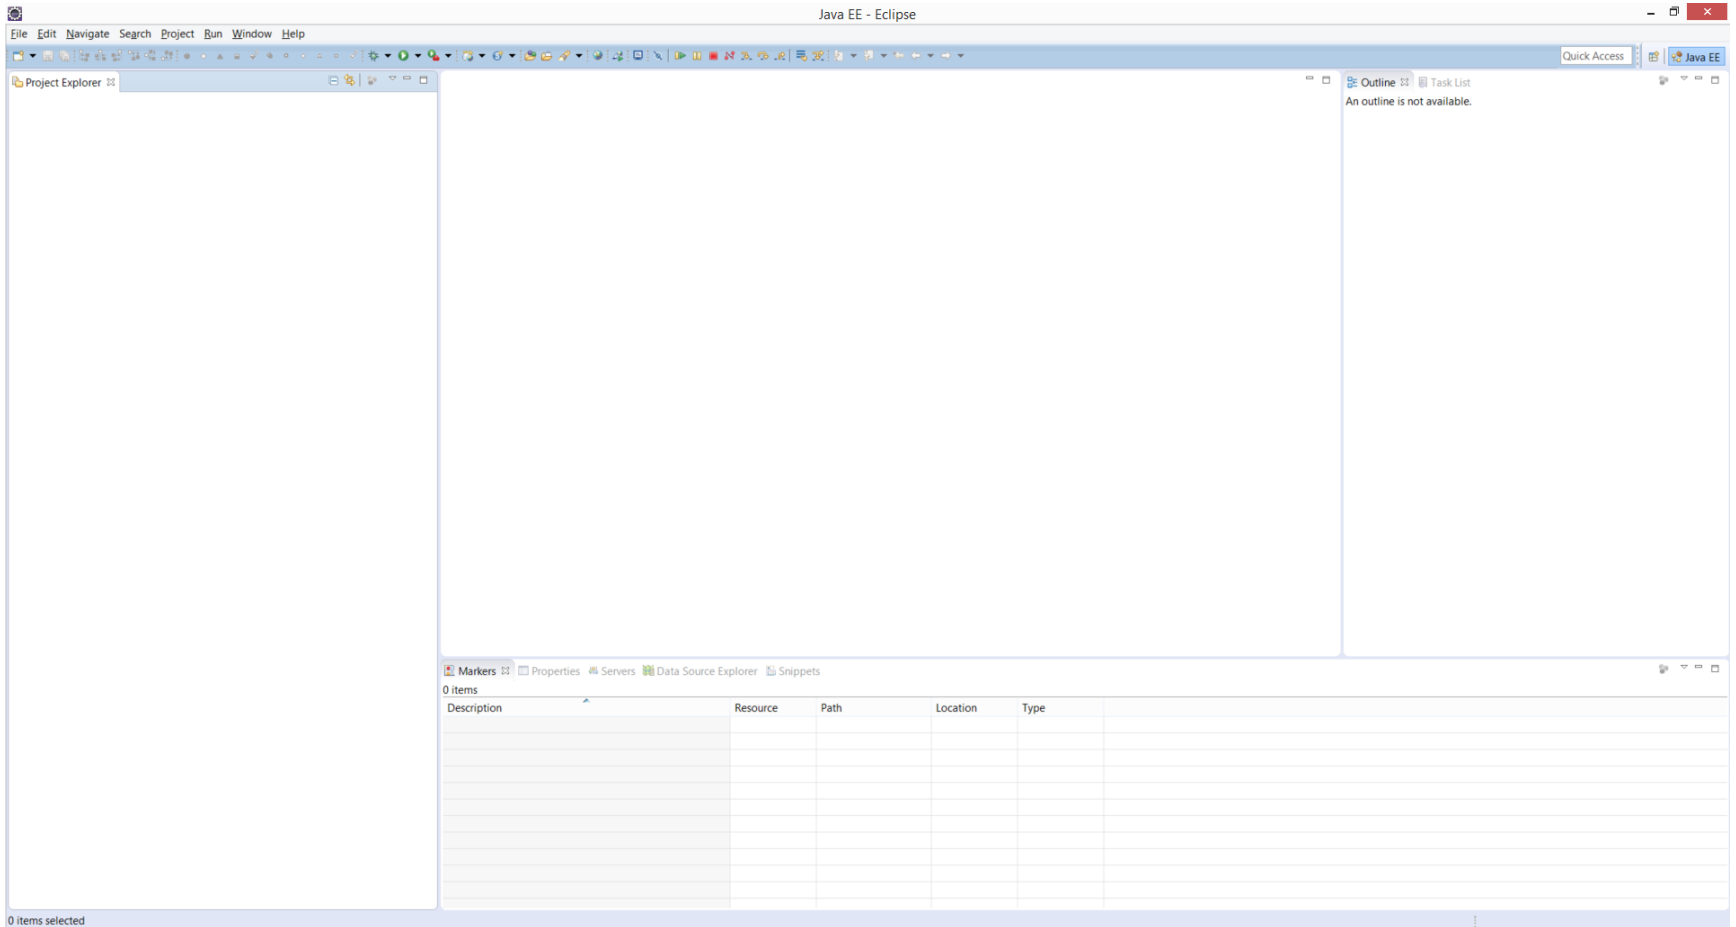 Java EE - Eclipse
File Edit Navigate Search Project Run Window Help
Quick Access
Java EE
Project Explorer
Outline Task List
An outline is not available.
Markers Properties Servers Data Source Explorer Snippets
0 items
Description Resource Path Location Type
0 items selected